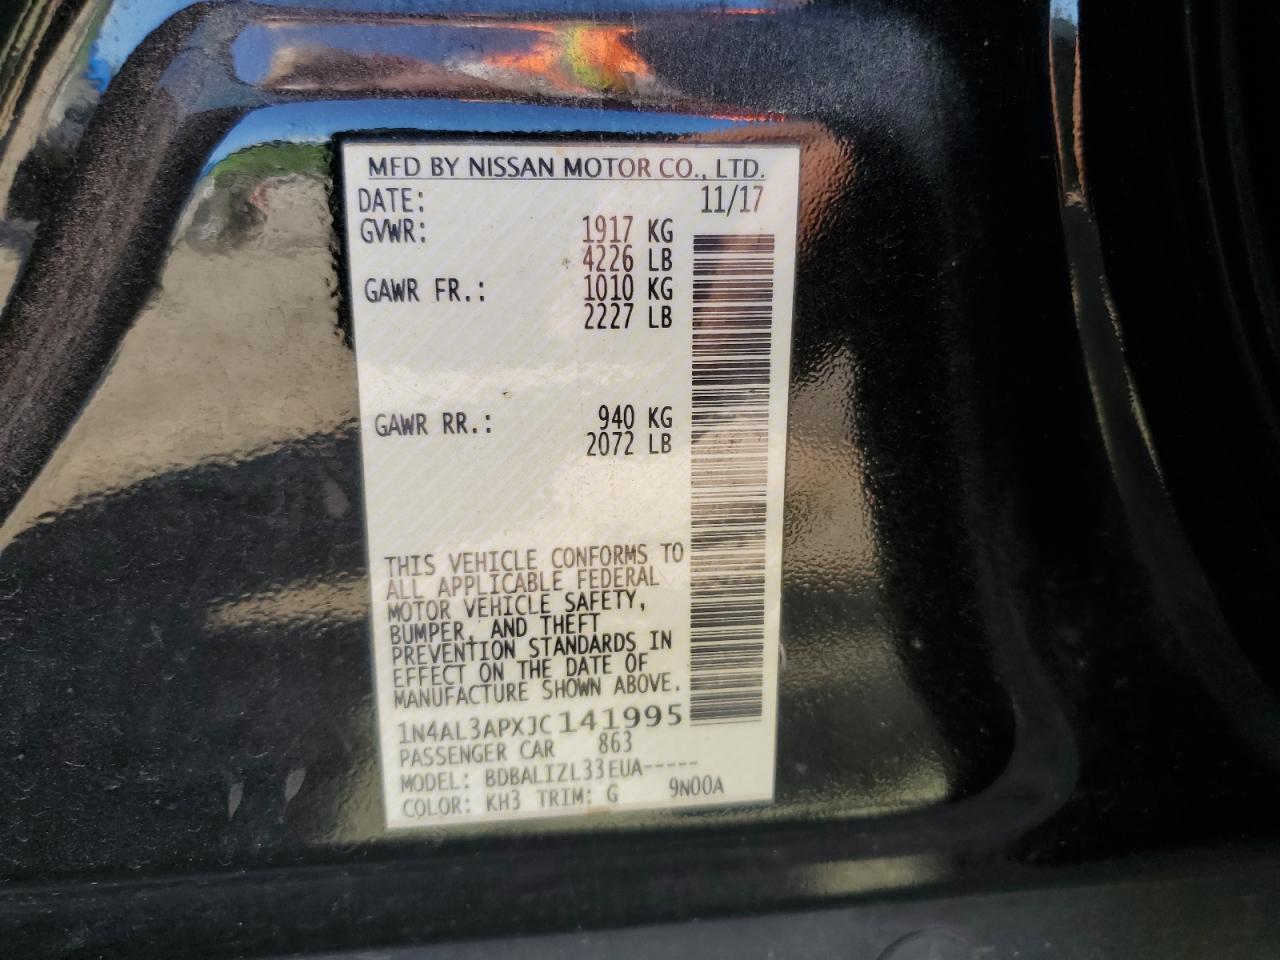 MFD BY NISSAN MOTOR CO., LTD.
DATE: 11/17
GVWR: 1917 KG
4226 LB
GAWR FR.: 1010 KG
2227 LB
GAWR RR.: 940 KG
2072 LB
THIS VEHICLE CONFORMS TO
ALL APPLICABLE FEDERAL
MOTOR VEHICLE SAFETY,
BUMPER, AND THEFT
PREVENTION STANDARDS IN
EFFECT ON THE DATE OF
MANUFACTURE SHOWN ABOVE.
1N4AL3APXJC141995
PASSENGER CAR 863
MODEL: BDBALIZL33EUA-----
COLOR: KH3 TRIM: G 9N00A